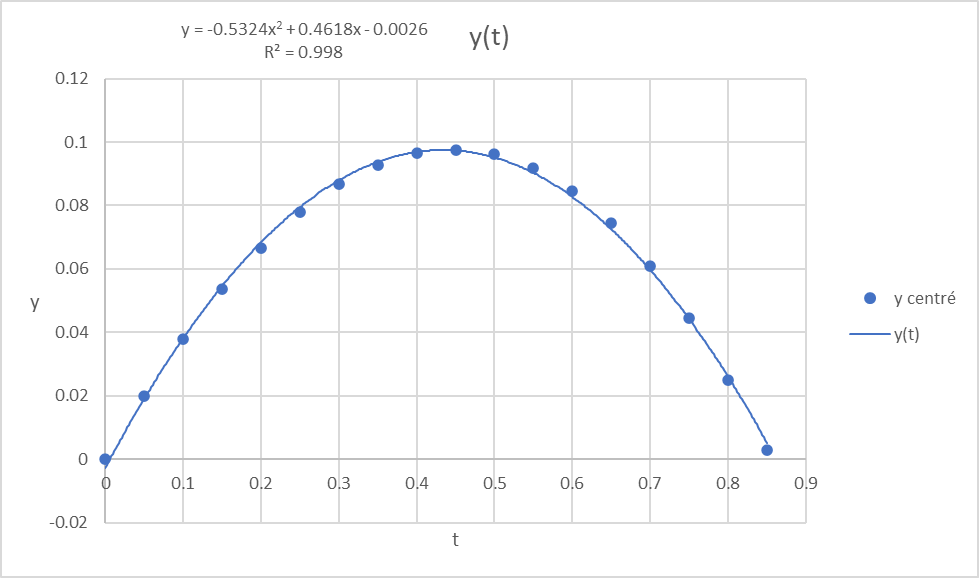 y = -0.5324x² + 0.4618x - 0.0026
R² = 0.998
y(t)
0.12
0.1
0.08
0.06
0.04
0.02
0
-0.02
y
0 0.1 0.2 0.3 0.4 0.5 0.6 0.7 0.8 0.9
t
y centré
y(t)